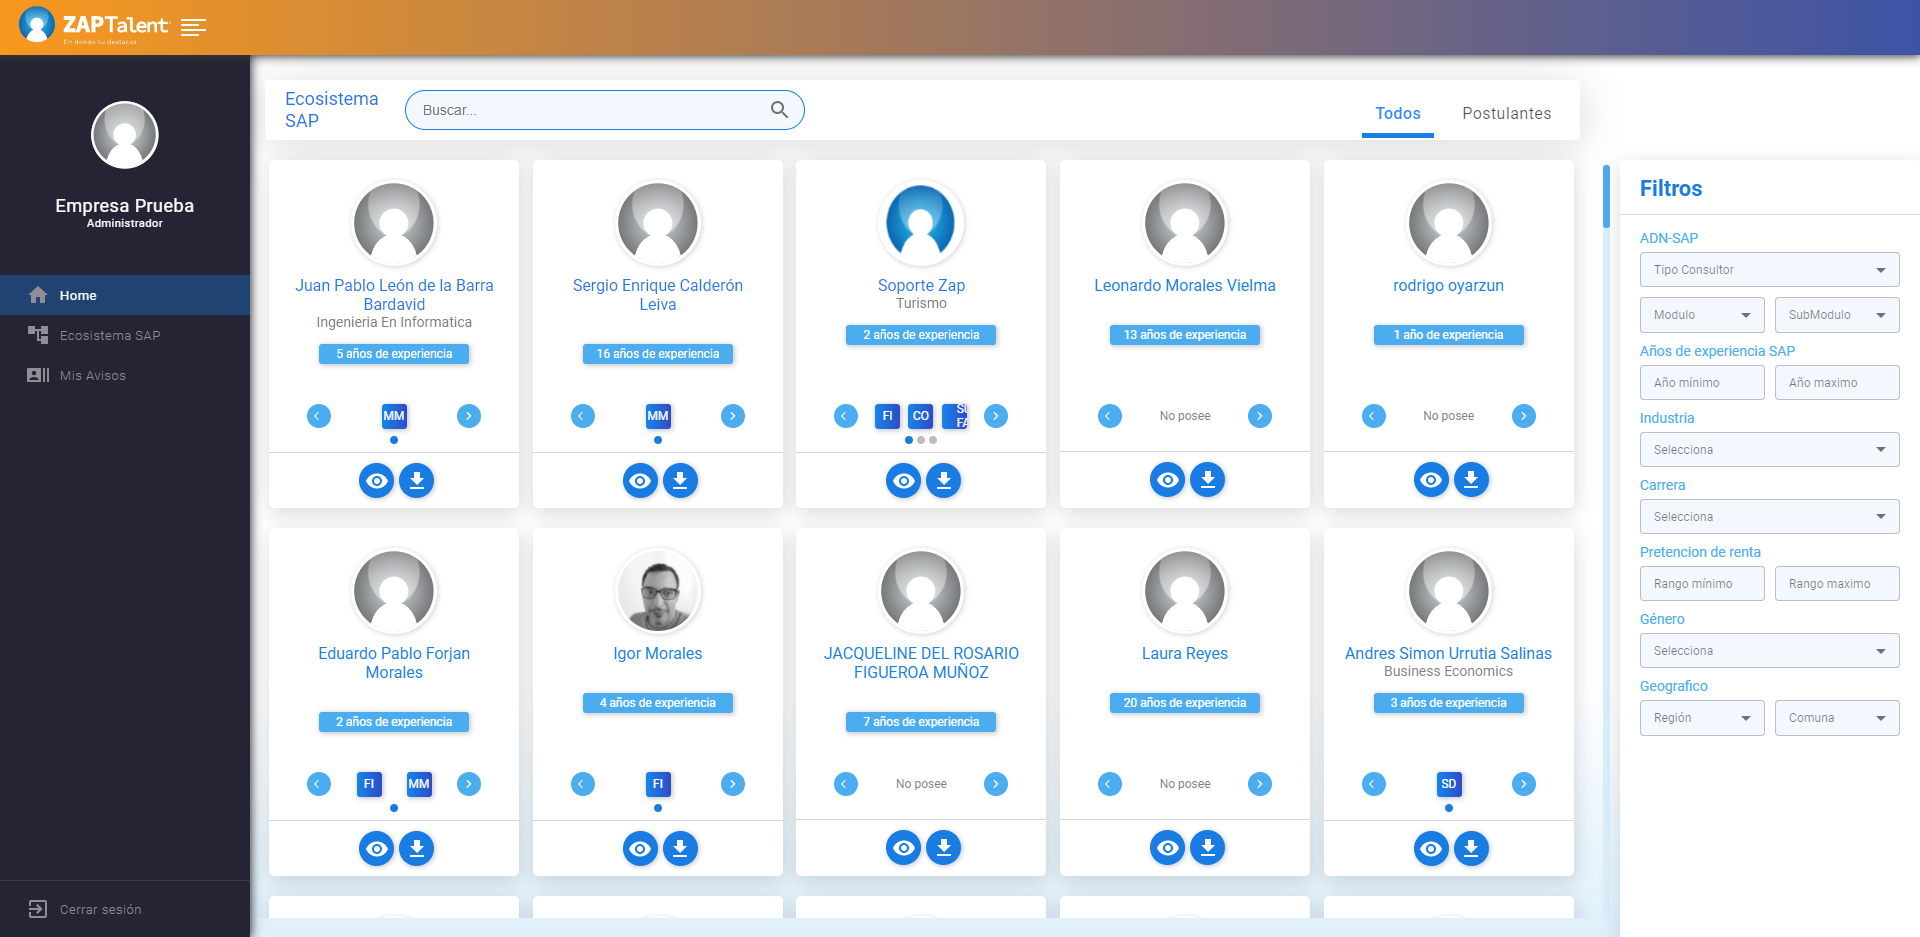 ZAPTalent
En donde tu destacas
Empresa Prueba
Administrador
Home
Ecosistema SAP
Mis Avisos
Cerrar sesión
Ecosistema
SAP
Buscar...
Todos
Postulantes
Juan Pablo León de la Barra
Bardavid
Ingenieria En Informatica
5 años de experiencia
MM
Sergio Enrique Calderón
Leiva
16 años de experiencia
MM
Soporte Zap
Turismo
2 años de experiencia
FI
CO
Leonardo Morales Vielma
13 años de experiencia
No posee
rodrigo oyarzun
1 año de experiencia
No posee
Eduardo Pablo Forjan
Morales
2 años de experiencia
FI
MM
Igor Morales
4 años de experiencia
FI
JACQUELINE DEL ROSARIO
FIGUEROA MUÑOZ
7 años de experiencia
No posee
Laura Reyes
20 años de experiencia
No posee
Andres Simon Urrutia Salinas
Business Economics
3 años de experiencia
SD
Filtros
ADN-SAP
Tipo Consultor
Modulo
SubModulo
Años de experiencia SAP
Año mínimo
Año maximo
Industria
Selecciona
Carrera
Selecciona
Pretencion de renta
Rango mínimo
Rango maximo
Género
Selecciona
Geografico
Región
Comuna